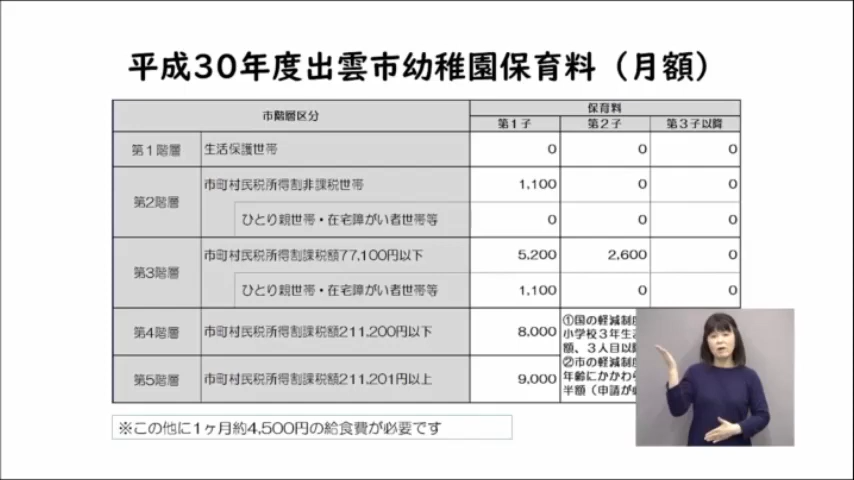 平成30年度出雲市幼稚園保育料（月額）
市階層区分 保育料
第1子 第2子 第3子以降
第1階層 生活保護世帯 0 0 0
第2階層 市町村民税所得割非課税世帯 1,100 0 0
ひとり親世帯・在宅障がい者世帯等 0 0 0
第3階層 市町村民税所得割課税額77,100円以下 5,200 2,600 0
ひとり親世帯・在宅障がい者世帯等 1,100 0 0
第4階層 市町村民税所得割課税額211,200円以下 8,000
第5階層 市町村民税所得割課税額211,201円以上 9,000
①国の軽減制度
小学校3年生
額、3人目以降
②市の軽減制度
年齢にかかわら
半額（申請が
※この他に1ヶ月約4,500円の給食費が必要です